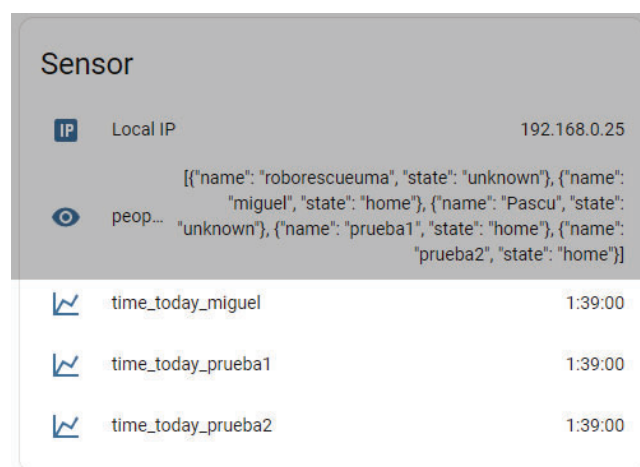 Sensor
IP
Local IP 192.168.0.25
[{"name": "roborescueuma", "state": "unknown"}, {"name":
"miguel", "state": "home"}, {"name": "Pascu", "state":
peop... "unknown"}, {"name": "prueba1", "state": "home"}, {"name":
"prueba2", "state": "home"}]
time_today_miguel 1:39:00
time_today_prueba1 1:39:00
time_today_prueba2 1:39:00